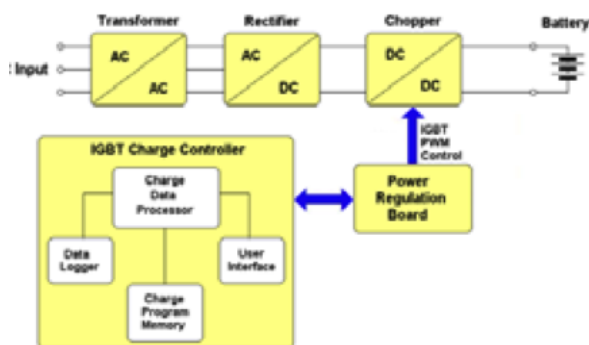 Transformer
Rectifier
Chopper
Battery
Input
AC
AC
AC
DC
DC
DC
IGBT
PWM
Control
IGBT Charge Controller
Charge
Data
Processor
Power
Regulation
Board
Data
Logger
User
Interface
Charge
Program
Memory